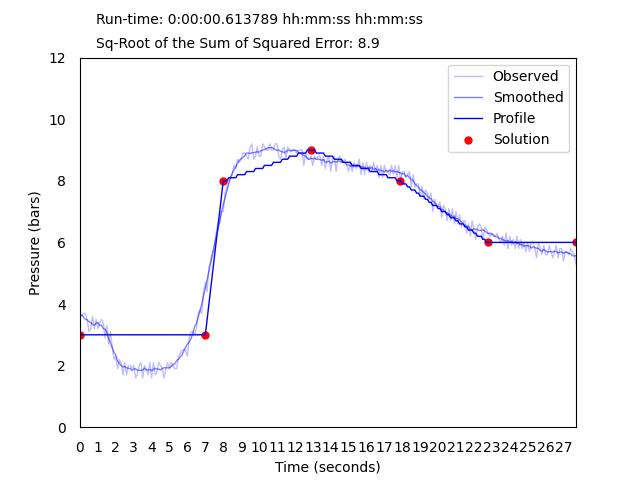 Run-time: 0:00:00.613789 hh:mm:ss hh:mm:ss
Sq-Root of the Sum of Squared Error: 8.9
12
10
8
6
4
2
0
Pressure (bars)
Observed
Smoothed
Profile
Solution
0 1 2 3 4 5 6 7 8 9 10 11 12 13 14 15 16 17 18 19 20 21 22 23 24 25 26 27
Time (seconds)